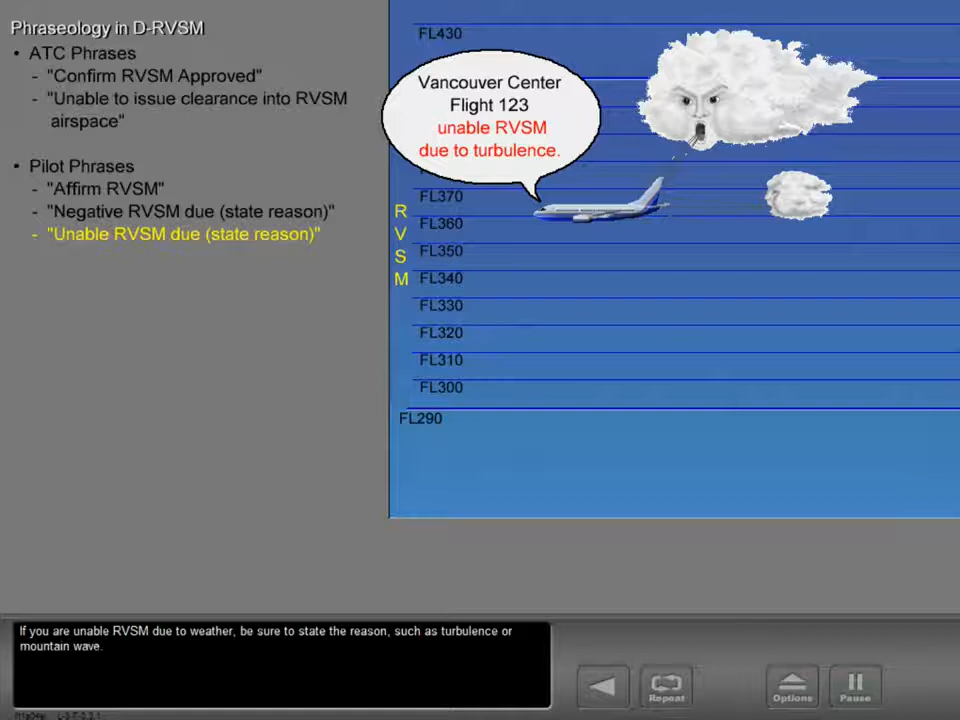 Phraseology in D-RVSM
• ATC Phrases
- "Confirm RVSM Approved"
- "Unable to issue clearance into RVSM
airspace"
• Pilot Phrases
- "Affirm RVSM"
- "Negative RVSM due (state reason)"
- "Unable RVSM due (state reason)"
FL430
Vancouver Center
Flight 123
unable RVSM
due to turbulence.
R
V
S
M
FL370
FL360
FL350
FL340
FL330
FL320
FL310
FL300
FL290
If you are unable RVSM due to weather, be sure to state the reason, such as turbulence or
mountain wave.
Repeat
Options
Pause